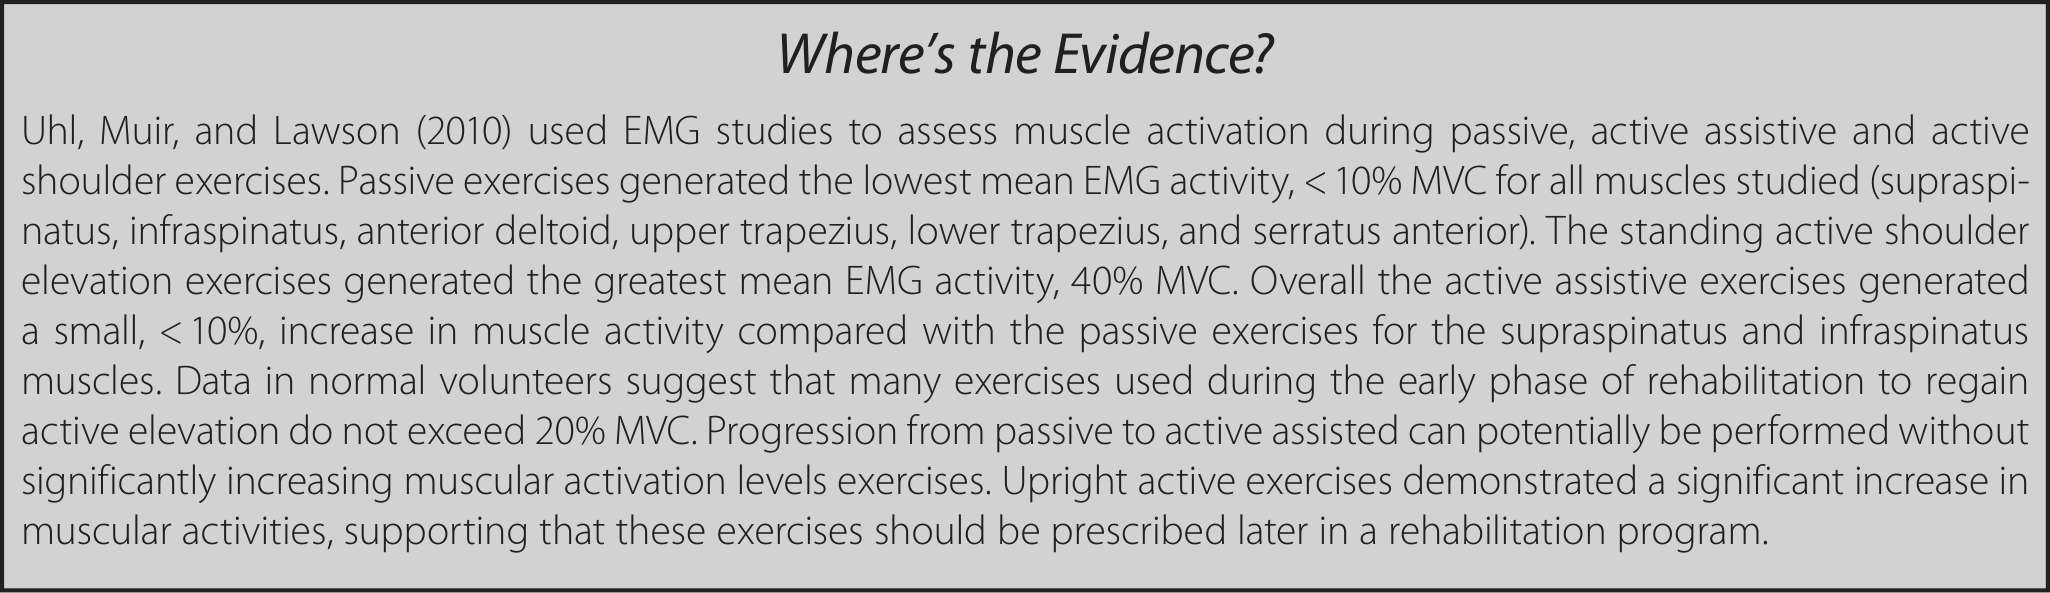 Where’s the Evidence?
Uhl, Muir, and Lawson (2010) used EMG studies to assess muscle activation during passive, active assistive and active
shoulder exercises. Passive exercises generated the lowest mean EMG activity, < 10% MVC for all muscles studied (supraspi-
natus, infraspinatus, anterior deltoid, upper trapezius, lower trapezius, and serratus anterior). The standing active shoulder
elevation exercises generated the greatest mean EMG activity, 40% MVC. Overall the active assistive exercises generated
a small, < 10%, increase in muscle activity compared with the passive exercises for the supraspinatus and infraspinatus
muscles. Data in normal volunteers suggest that many exercises used during the early phase of rehabilitation to regain
active elevation do not exceed 20% MVC. Progression from passive to active assisted can potentially be performed without
significantly increasing muscular activation levels exercises. Upright active exercises demonstrated a significant increase in
muscular activities, supporting that these exercises should be prescribed later in a rehabilitation program.